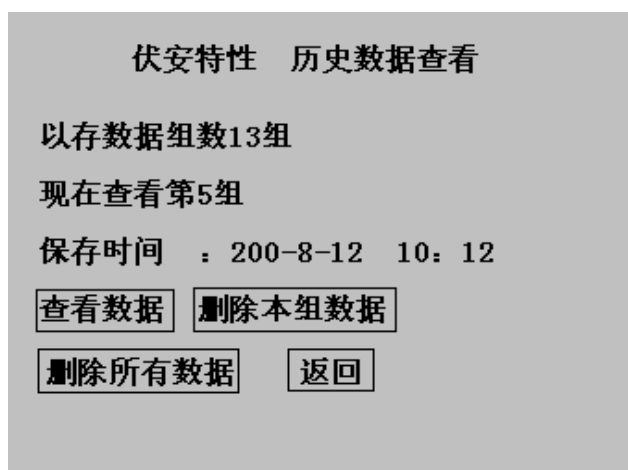 伏安特性 历史数据查看
以存数据组数13组
现在查看第5组
保存时间 ：200-8-12 10：12
查看数据 删除本组数据
删除所有数据 返回